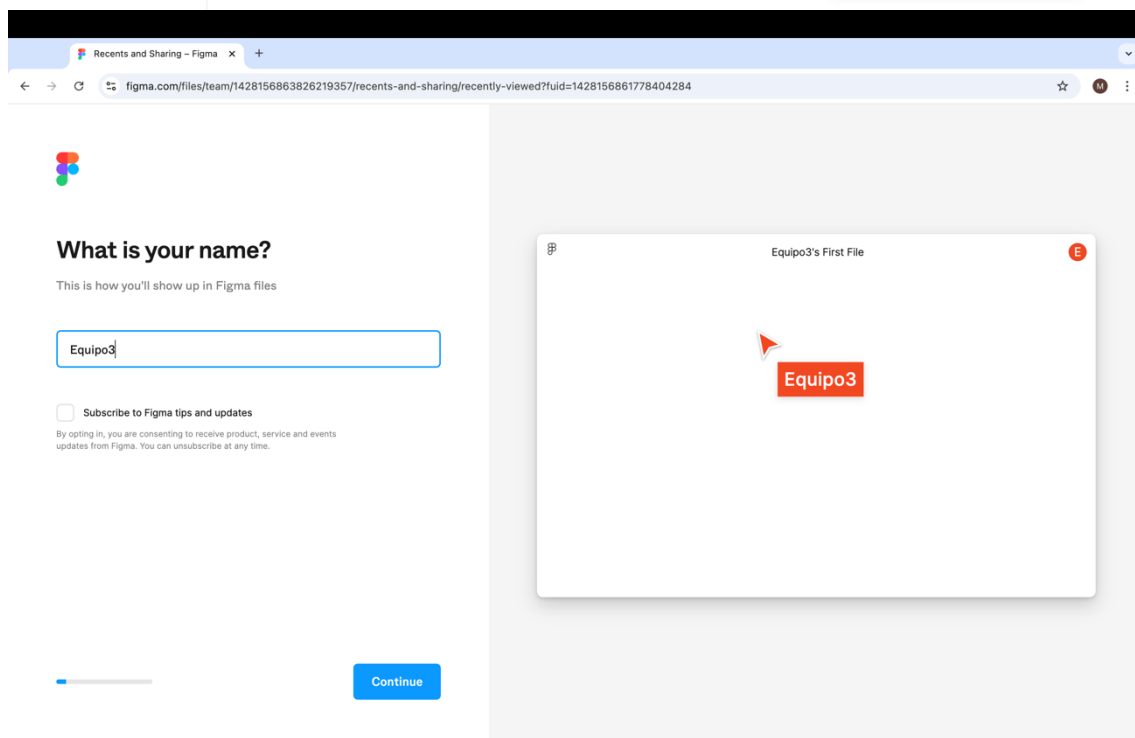 Recents and Sharing – Figma
figma.com/files/team/1428156863826219357/recents-and-sharing/recently-viewed?fuid=1428156861778404284
M
What is your name?
This is how you'll show up in Figma files
Equipo3
Subscribe to Figma tips and updates
By opting in, you are consenting to receive product, service and events
updates from Figma. You can unsubscribe at any time.
Continue
Equipo3's First File
E
Equipo3